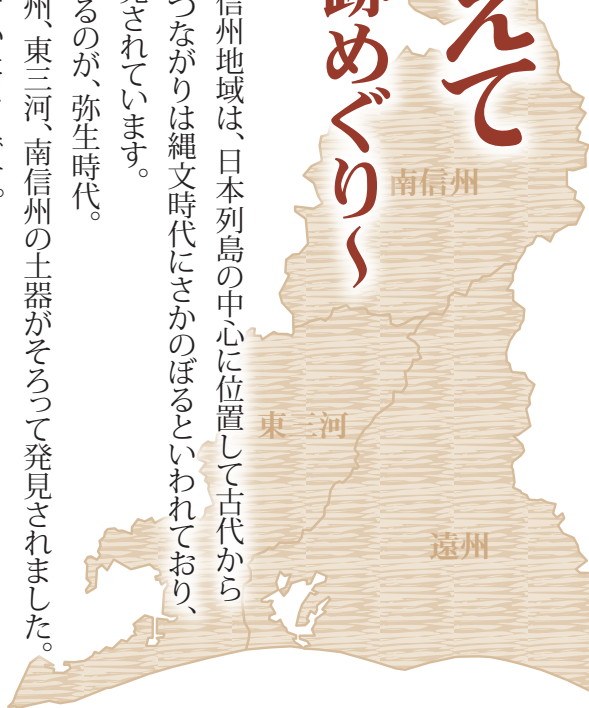 えて
跡めぐり～
信州地域は、日本列島の中心に位置して古代から
つながりは縄文時代にさかのぼるといわれており、
されています。
るのが、弥生時代。
州、東三河、南信州の土器がそろって発見されました。
南信州
東三河
遠州